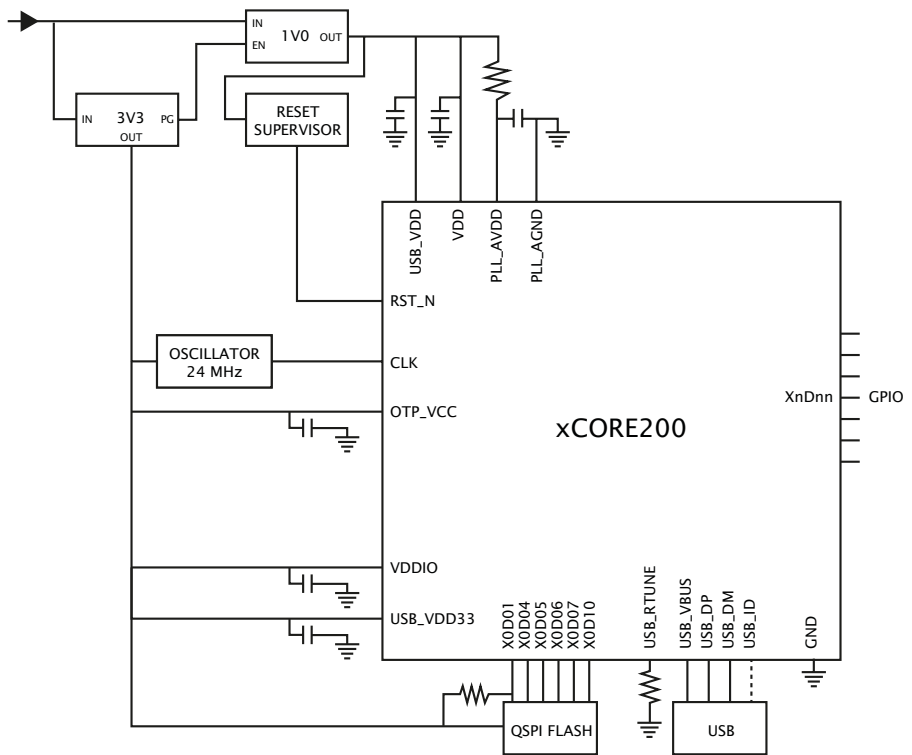 IN
1V0
OUT
EN
IN
3V3
PG
OUT
RESET
SUPERVISOR
USB_VDD
VDD
PLL_AVDD
PLL_AGND
RST_N
OSCILLATOR
24 MHz
CLK
XnDnn
GPIO
OTP_VCC
xCORE200
VDDIO
USB_VDD33
X0D01
X0D04
X0D05
X0D06
X0D07
X0D10
USB_RTUNE
USB_VBUS
USB_DP
USB_DM
USB_ID
GND
QSPI FLASH
USB